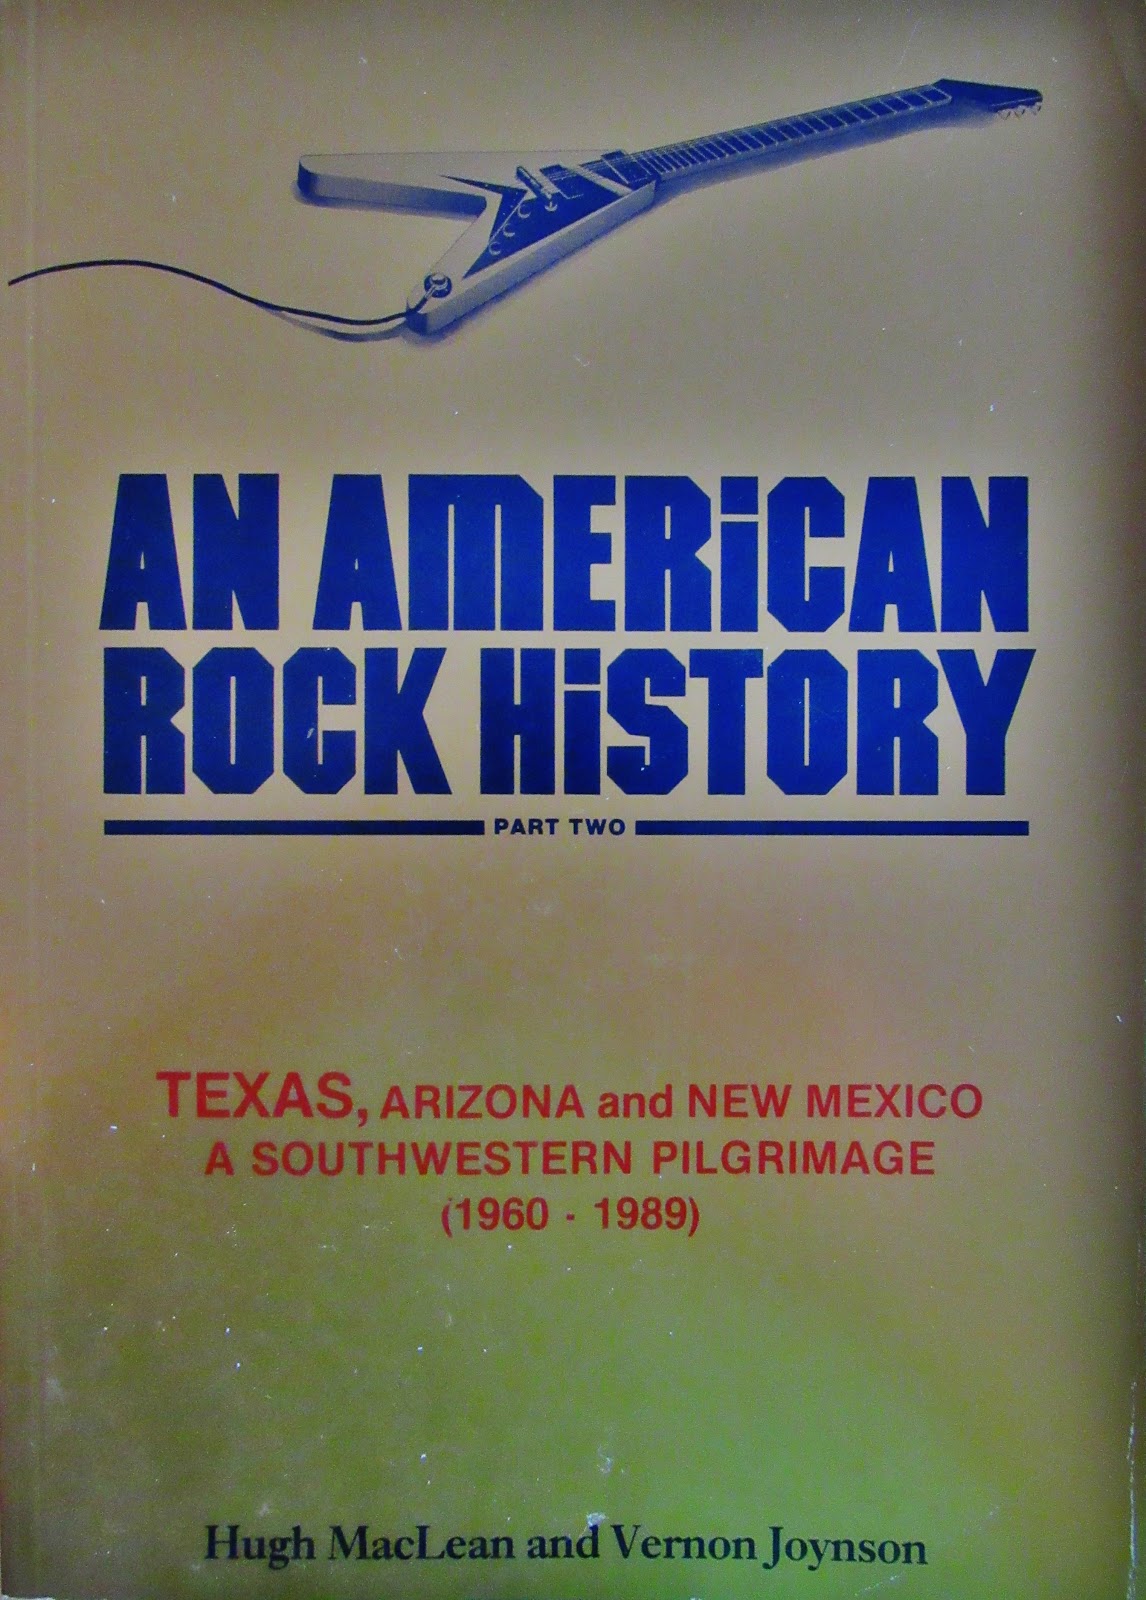 AN AMERiCAN
ROCK HiSTORY
PART TWO
TEXAS, ARIZONA and NEW MEXICO
A SOUTHWESTERN PILGRIMAGE
(1960 - 1989)
Hugh MacLean and Vernon Joynson